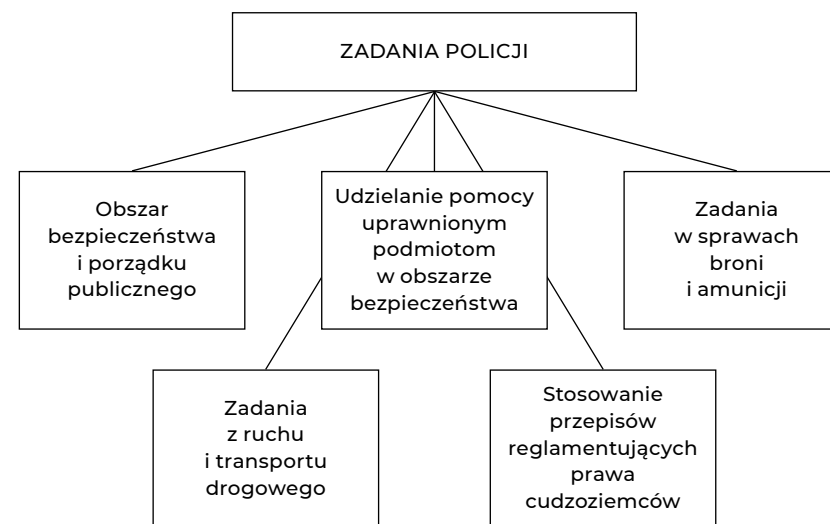 ZADANIA POLICJI
Obszar
bezpieczeństwa
i porządku
publicznego
Udzielanie pomocy
uprawnionym
podmiotom
w obszarze
bezpieczeństwa
Zadania
w sprawach
broni
i amunicji
Zadania
z ruchu
i transportu
drogowego
Stosowanie
przepisów
reglamentujących
prawa
cudzoziemców